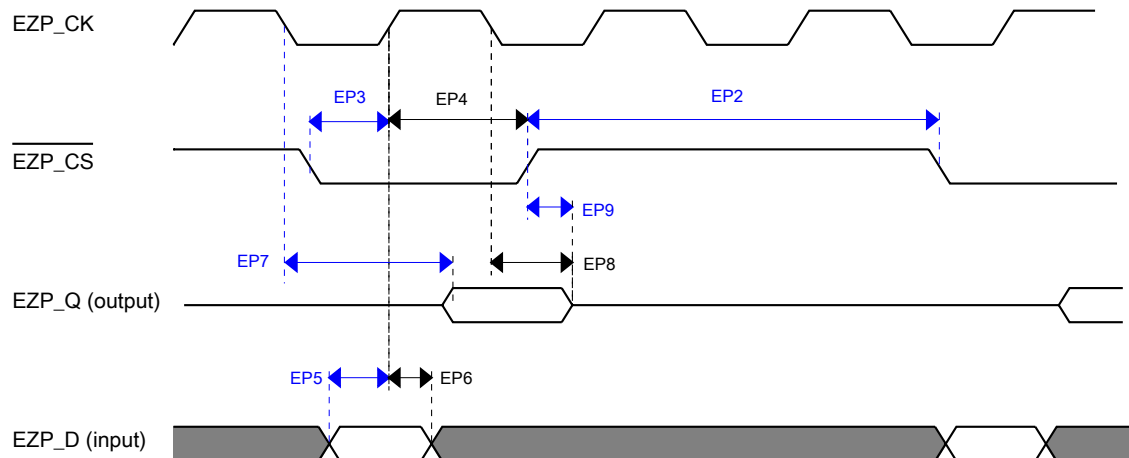 EZP_CK
EP3
EP4
EP2
EZP_CS
EP9
EP7
EP8
EZP_Q (output)
EP5
EP6
EZP_D (input)